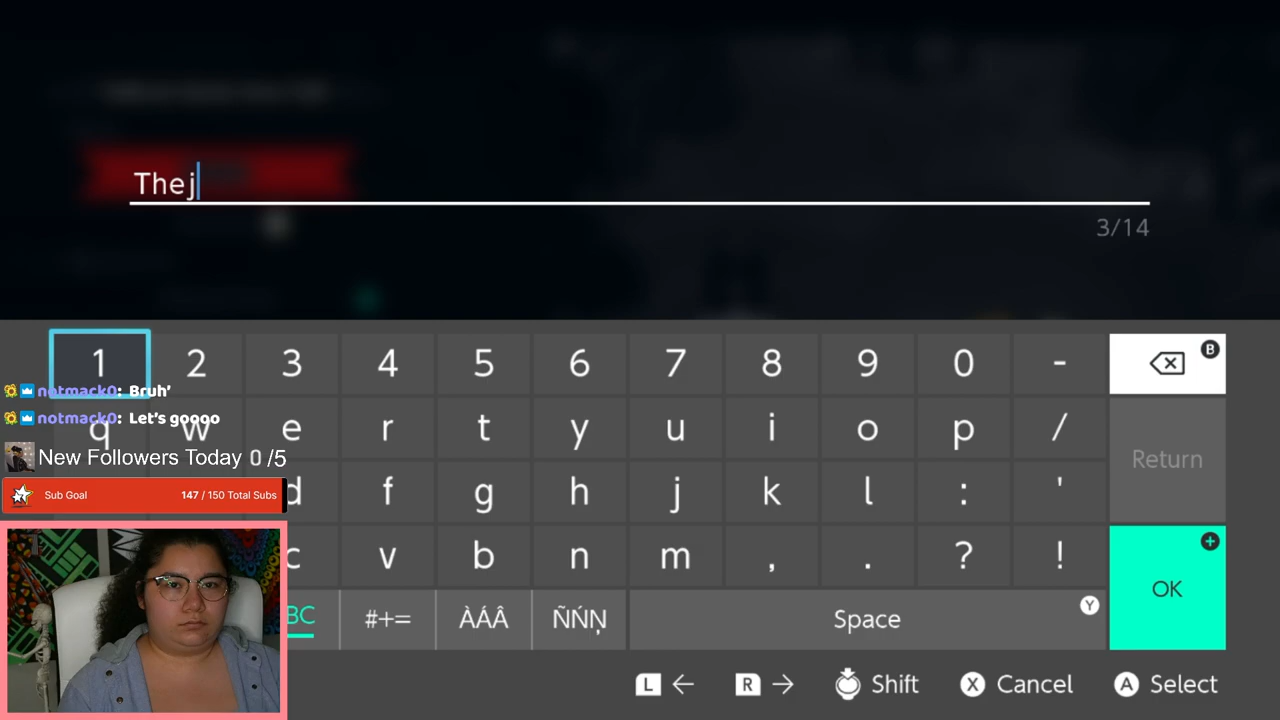 Thej
3/14
1 2 3 4 5 6 7 8 9 0 - B
notmack0: Bruh'
notmack0: Let's goooo
q w e r t y u i o p / Return
New Followers Today 0 /5
d f g h j k l : '
Sub Goal 147 / 150 Total Subs
c v b n m , . ? ! + OK
BC #+= ÀÁÂ ÑŃŅ Space Y
L ← R → Shift X Cancel A Select